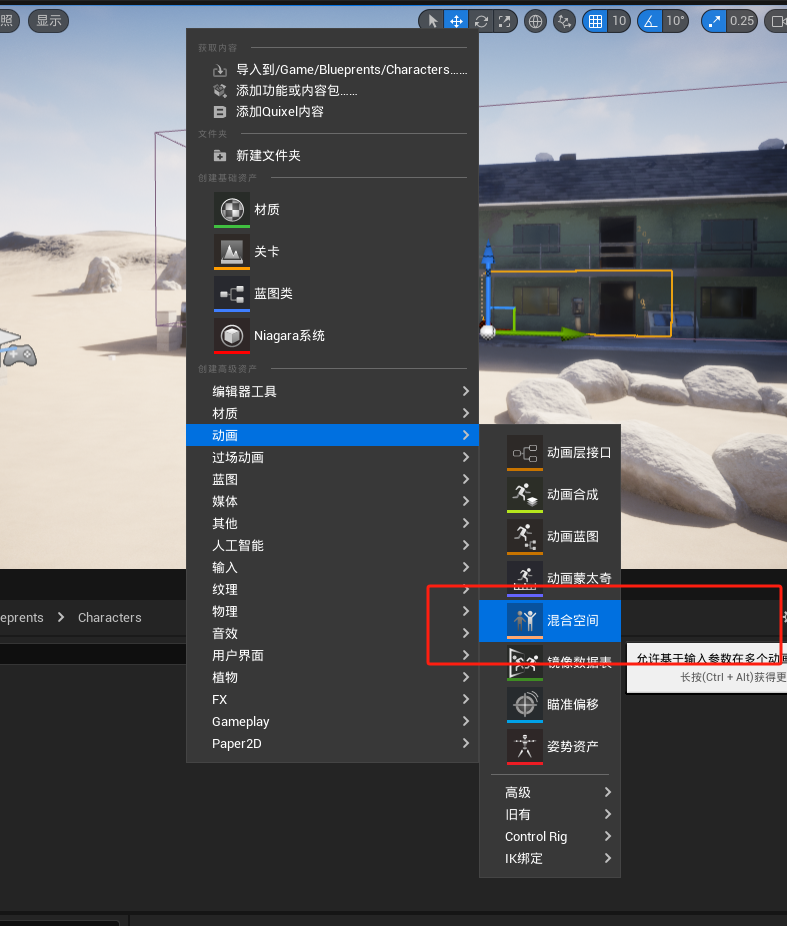 照
显示
10
10°
0.25
获取内容
导入到/Game/Blueprents/Characters……
添加功能或内容包……
添加Quixel内容
文件夹
新建文件夹
创建基础资产
材质
关卡
蓝图类
Niagara系统
创建高级资产
编辑器工具
材质
动画
过场动画
蓝图
媒体
其他
人工智能
输入
纹理
物理
音效
用户界面
植物
FX
Gameplay
Paper2D
动画层接口
动画合成
动画蓝图
动画蒙太奇
混合空间
镜像数据表
瞄准偏移
姿势资产
高级
旧有
Control Rig
IK绑定
允许基于输入参数在多个动画
长按(Ctrl + Alt)获得更
eprents > Characters